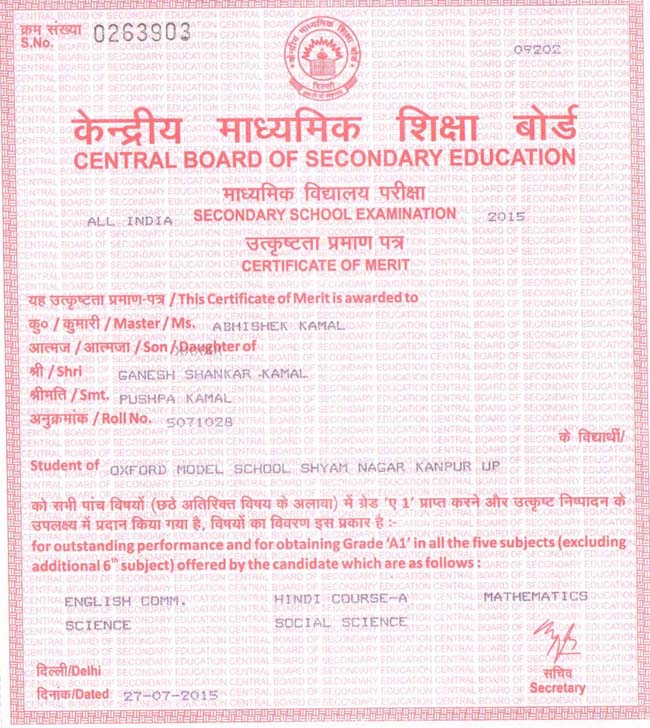 क्रम संख्या 0263903
S.No.
09202
केन्द्रीय माध्यमिक शिक्षा बोर्ड
दिल्ली
केन्द्रीय माध्यमिक शिक्षा बोर्ड
CENTRAL BOARD OF SECONDARY EDUCATION
माध्यमिक विद्यालय परीक्षा
ALL INDIA SECONDARY SCHOOL EXAMINATION 2015
उत्कृष्टता प्रमाण पत्र
CERTIFICATE OF MERIT
यह उत्कृष्टता प्रमाण-पत्र / This Certificate of Merit is awarded to
कु० / कुमारी / Master / Ms. ABHISHEK KAMAL
आत्मज / आत्मजा / Son / Daughter of
श्री / Shri GANESH SHANKAR KAMAL
श्रीमति / Smt. PUSHPA KAMAL
अनुक्रमांक / Roll No. 5071028
के विद्यार्थी/
Student of OXFORD MODEL SCHOOL SHYAM NAGAR KANPUR UP
को सभी पांच विषयों (छठे अतिरिक्त विषय के अलावा) में ग्रेड 'ए 1' प्राप्त करने और उत्कृष्ट निष्पादन के
उपलक्ष्य में प्रदान किया गया है, विषयों का विवरण इस प्रकार है :-
for outstanding performance and for obtaining Grade 'A1' in all the five subjects (excluding
additional 6th subject) offered by the candidate which are as follows :
ENGLISH COMM. HINDI COURSE-A MATHEMATICS
SCIENCE SOCIAL SCIENCE
दिल्ली/Delhi
सचिव
दिनांक/Dated 27-07-2015
Secretary